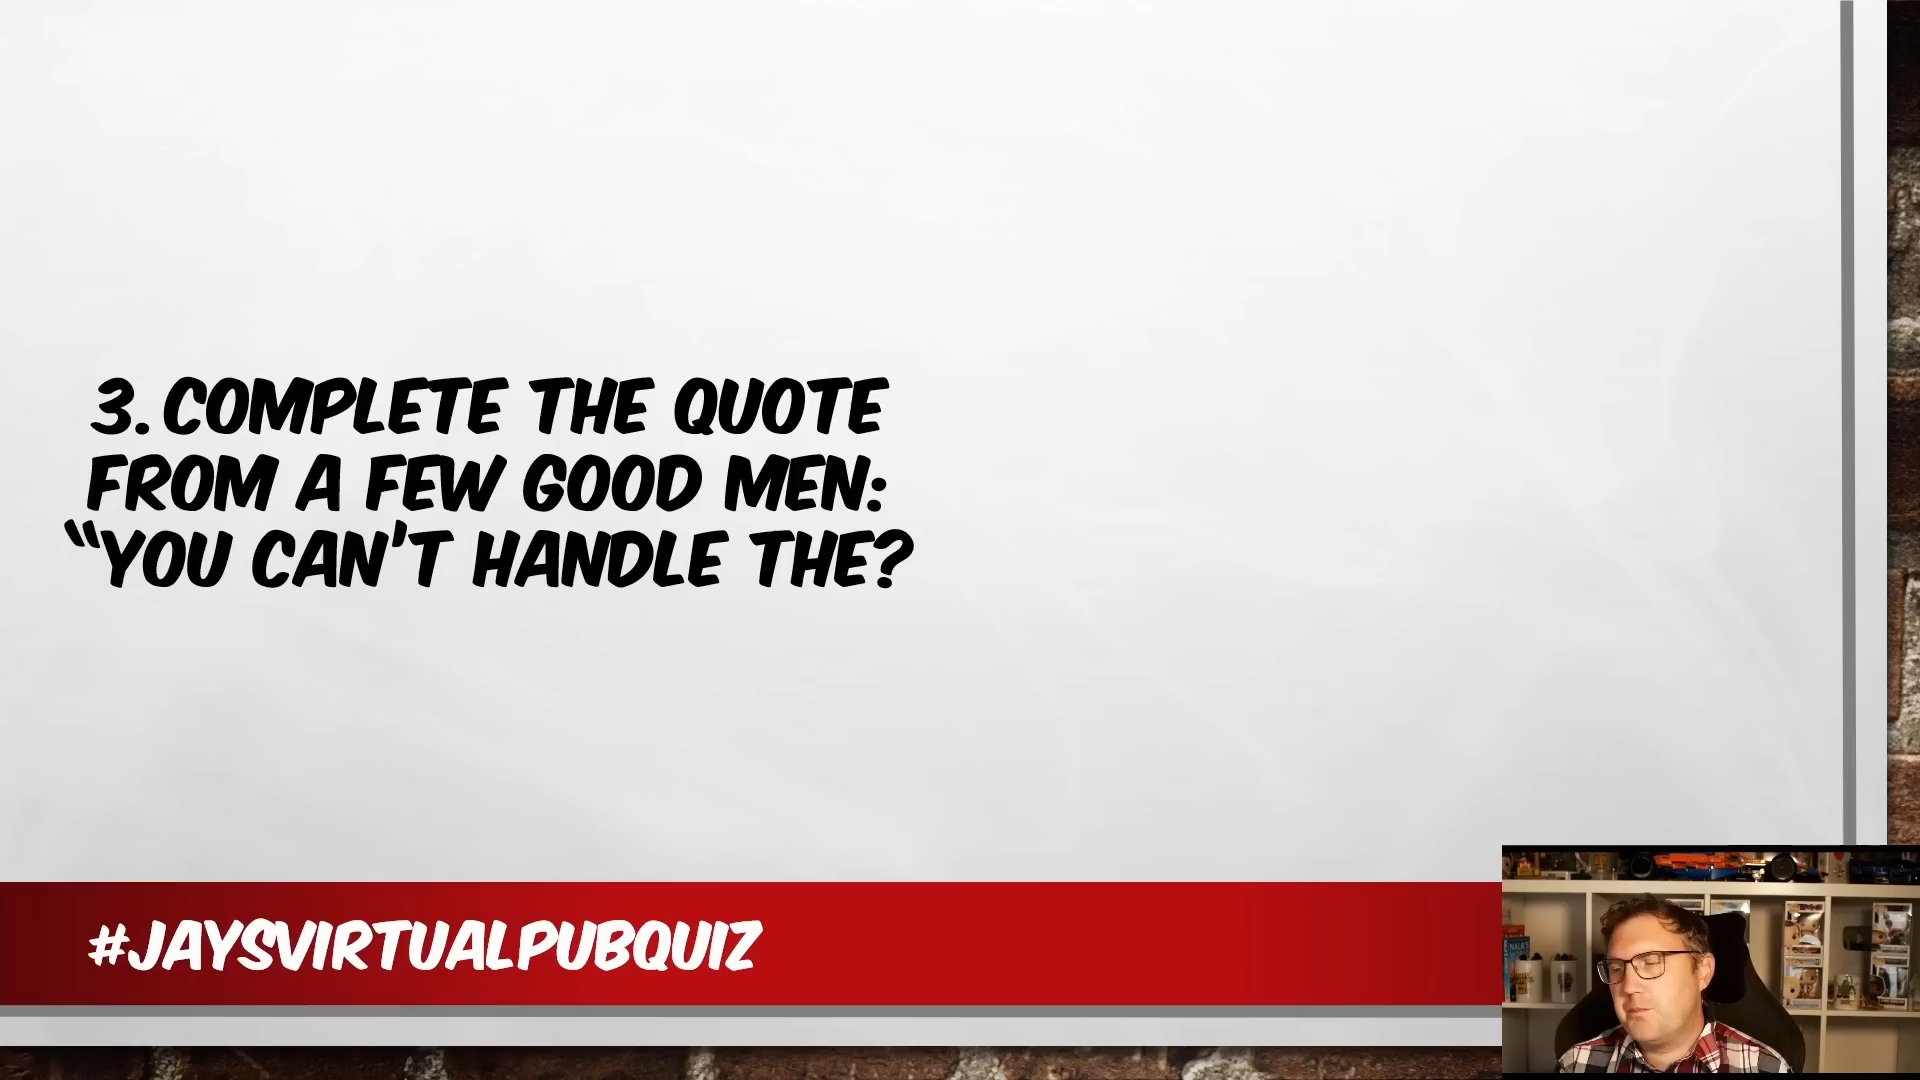 3. COMPLETE THE QUOTE
FROM A FEW GOOD MEN:
“YOU CAN'T HANDLE THE?
#JAYSVIRTUALPUBQUIZ